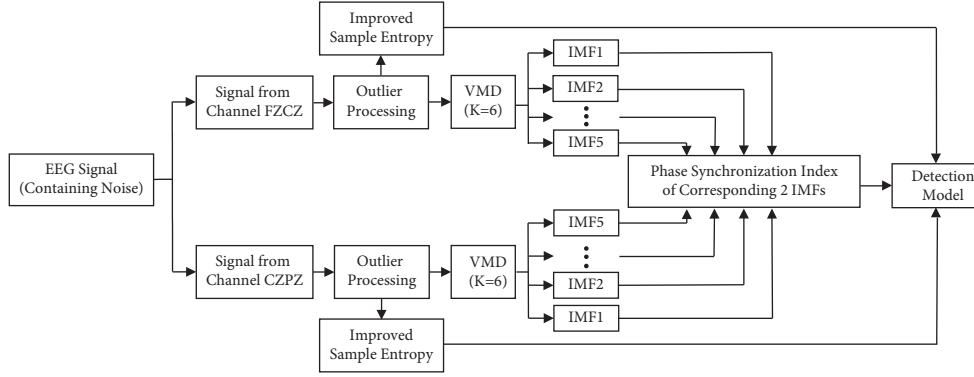 Improved
Sample Entropy
IMF1
Signal from
Channel FZCZ
Outlier
Processing
VMD
(K=6)
IMF2
IMF5
EEG Signal
(Containing Noise)
Phase Synchronization Index
of Corresponding 2 IMFs
Detection
Model
IMF5
Signal from
Channel CZPZ
Outlier
Processing
VMD
(K=6)
IMF2
IMF1
Improved
Sample Entropy